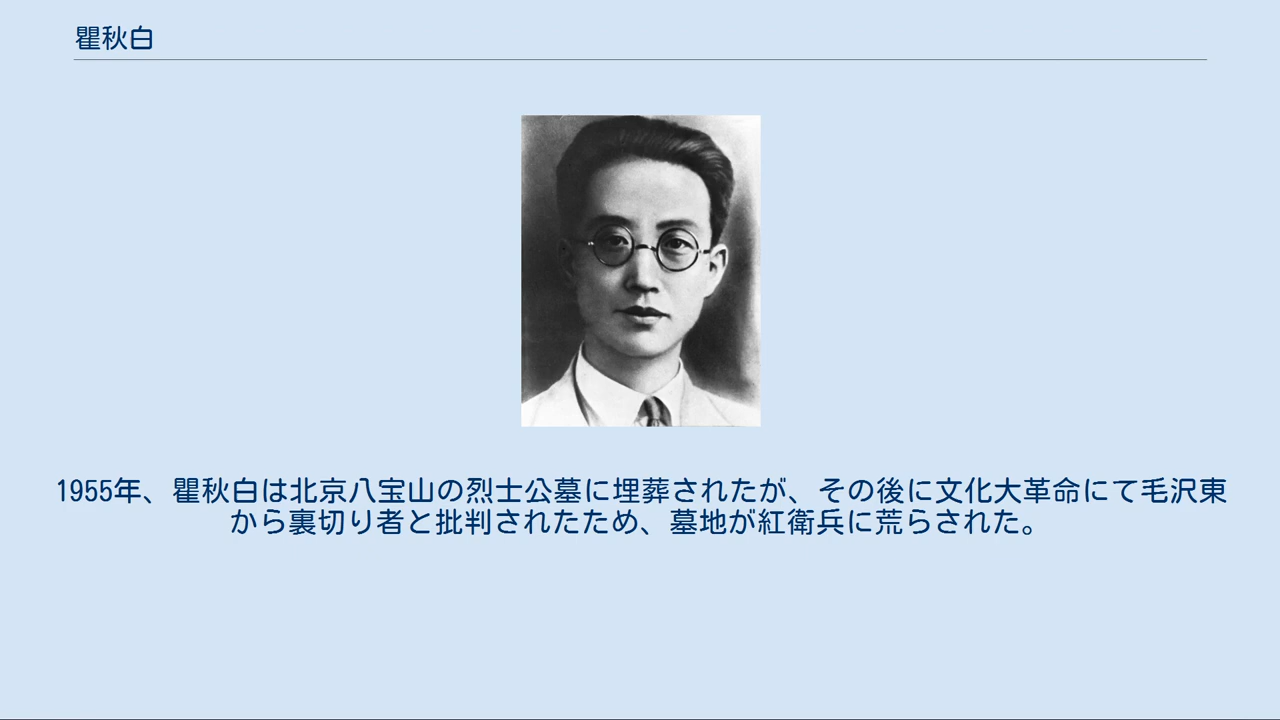 瞿秋白
1955年、瞿秋白は北京八宝山の烈士公墓に埋葬されたが、その後に文化大革命にて毛沢東
から裏切り者と批判されたため、墓地が紅衛兵に荒らされた。